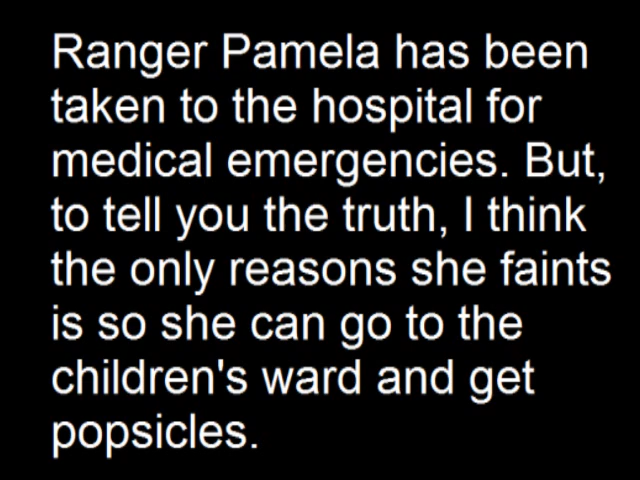 Ranger Pamela has been
taken to the hospital for
medical emergencies. But,
to tell you the truth, I think
the only reasons she faints
is so she can go to the
children's ward and get
popsicles.